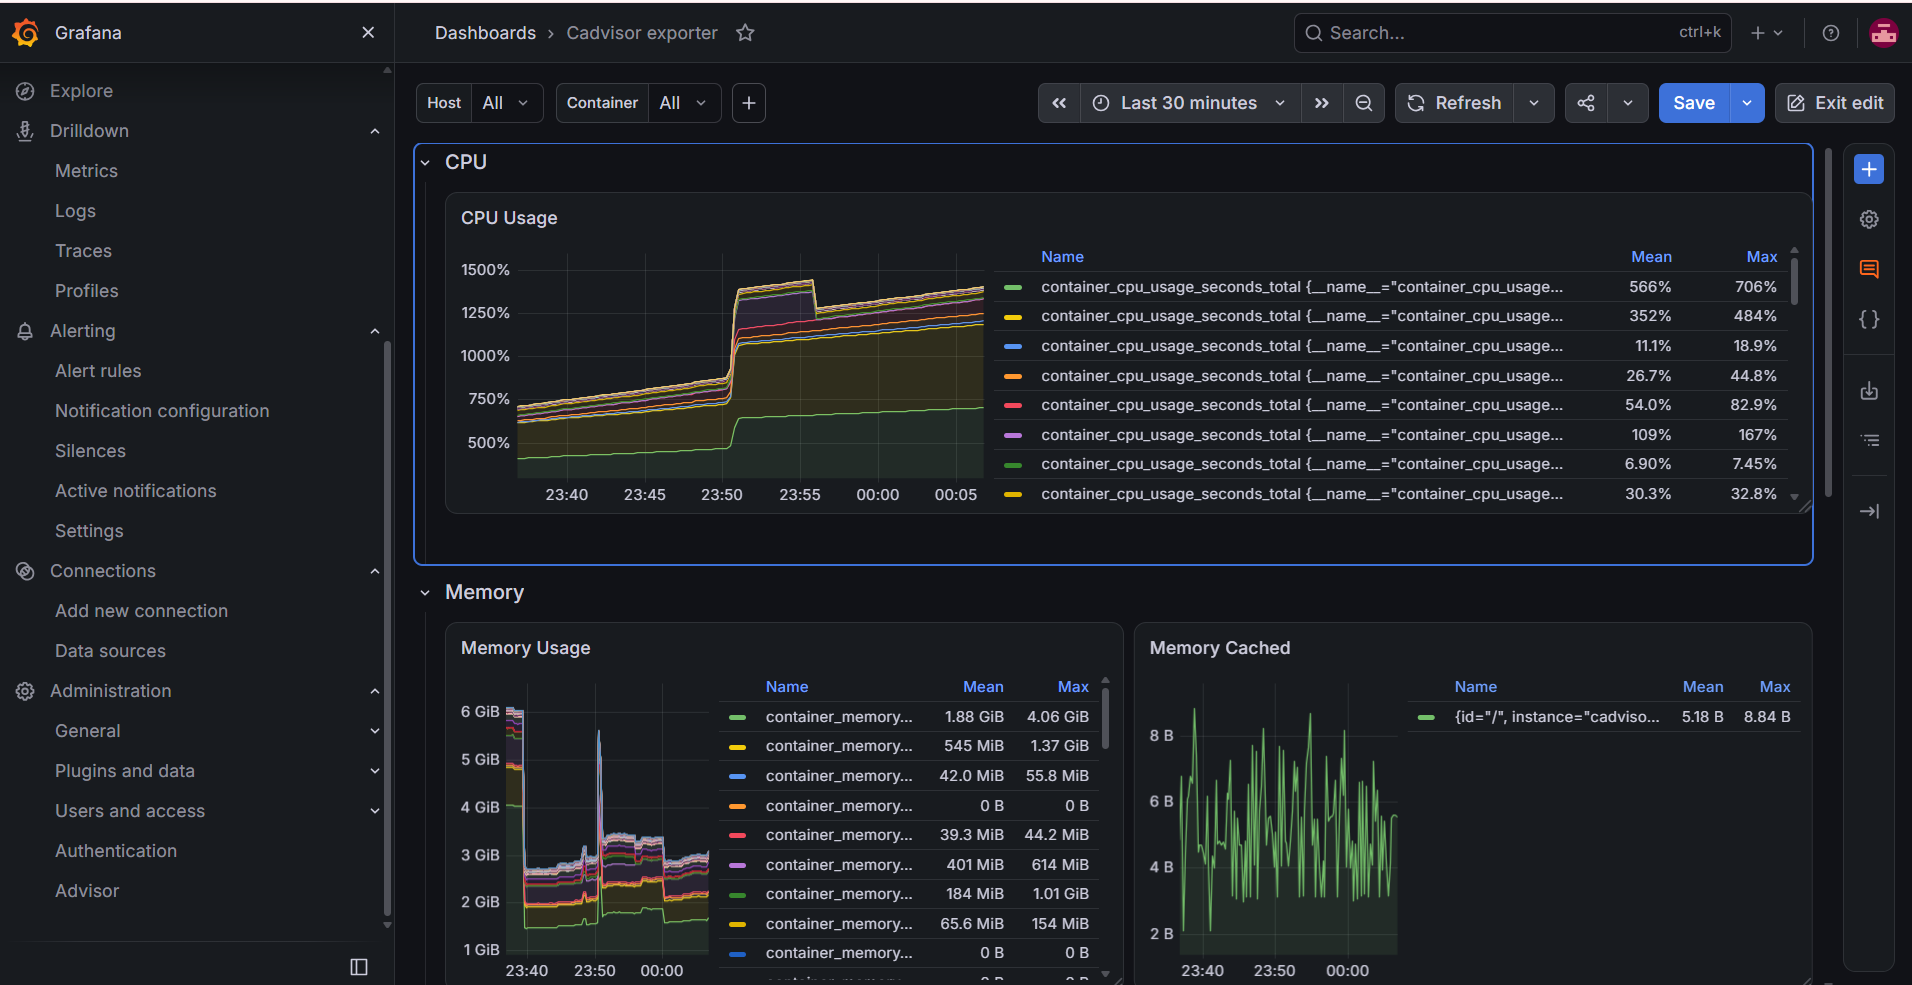 Grafana
Dashboards › Cadvisor exporter
Search...
ctrl+k
Explore
Drilldown
Metrics
Logs
Traces
Profiles
Alerting
Alert rules
Notification configuration
Silences
Active notifications
Settings
Connections
Add new connection
Data sources
Administration
General
Plugins and data
Users and access
Authentication
Advisor
Host All
Container All
Last 30 minutes
Refresh
Save
Exit edit
CPU
CPU Usage
1500%
1250%
1000%
750%
500%
23:40 23:45 23:50 23:55 00:00 00:05
Name Mean Max
container_cpu_usage_seconds_total {__name__="container_cpu_usage... 566% 706%
container_cpu_usage_seconds_total {__name__="container_cpu_usage... 352% 484%
container_cpu_usage_seconds_total {__name__="container_cpu_usage... 11.1% 18.9%
container_cpu_usage_seconds_total {__name__="container_cpu_usage... 26.7% 44.8%
container_cpu_usage_seconds_total {__name__="container_cpu_usage... 54.0% 82.9%
container_cpu_usage_seconds_total {__name__="container_cpu_usage... 109% 167%
container_cpu_usage_seconds_total {__name__="container_cpu_usage... 6.90% 7.45%
container_cpu_usage_seconds_total {__name__="container_cpu_usage... 30.3% 32.8%
Memory
Memory Usage
6 GiB
5 GiB
4 GiB
3 GiB
2 GiB
1 GiB
23:40 23:50 00:00
Name Mean Max
container_memory... 1.88 GiB 4.06 GiB
container_memory... 545 MiB 1.37 GiB
container_memory... 42.0 MiB 55.8 MiB
container_memory... 0 B 0 B
container_memory... 39.3 MiB 44.2 MiB
container_memory... 401 MiB 614 MiB
container_memory... 184 MiB 1.01 GiB
container_memory... 65.6 MiB 154 MiB
container_memory... 0 B 0 B
Memory Cached
8 B
6 B
4 B
2 B
23:40 23:50 00:00
Name Mean Max
{id="/", instance="cadviso... 5.18 B 8.84 B